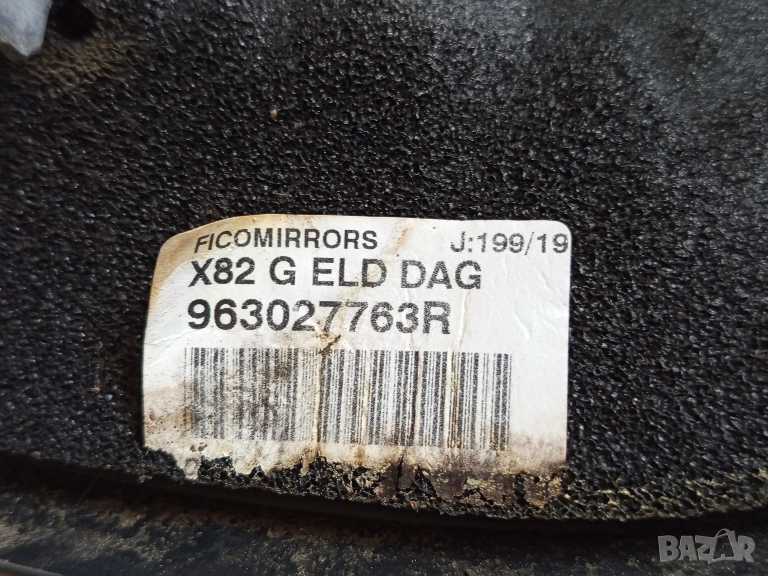 FICOMIRRORS J:199/19
X82 G ELD DAG
963027763R
BAZAR